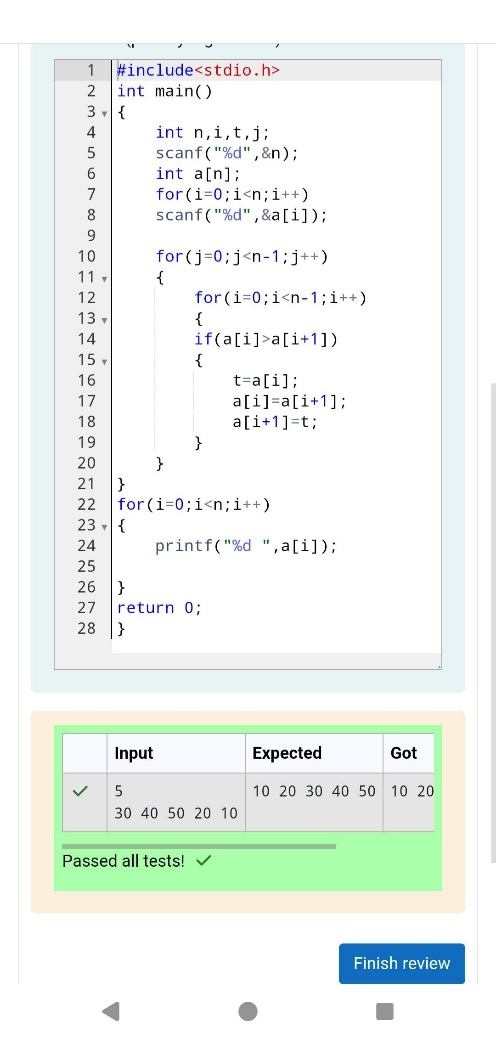 1 #include<stdio.h>
2 int main()
3 {
4 int n,i,t,j;
5 scanf("%d",&n);
6 int a[n];
7 for(i=0;i<n;i++)
8 scanf("%d",&a[i]);
9
10 for(j=0;j<n-1;j++)
11 {
12 for(i=0;i<n-1;i++)
13 {
14 if(a[i]>a[i+1])
15 {
16 t=a[i];
17 a[i]=a[i+1];
18 a[i+1]=t;
19 }
20 }
21 }
22 for(i=0;i<n;i++)
23 {
24 printf("%d ",a[i]);
25
26 }
27 return 0;
28 }
Input Expected Got
5 10 20 30 40 50 10 20
30 40 50 20 10
Passed all tests!
Finish review